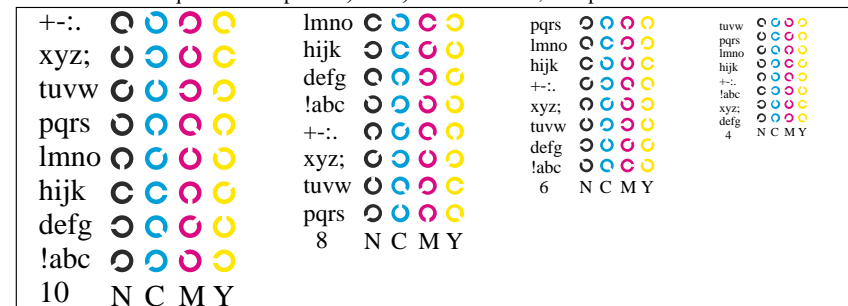 +-:.
xyz;
tuvw
pqrs
lmno
hijk
defg
!abc
10 N C M Y
lmno
hijk
defg
!abc
+-:.
xyz;
tuvw
pqrs
8 N C M Y
pqrs
lmno
hijk
+-:.
xyz;
tuvw
defg
!abc
6 N C M Y
tuvw
pqrs
lmno
hijk
+-:.
!abc
xyz;
defg
4 N C M Y